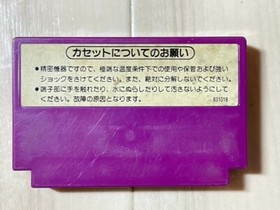 カセットについてのお願い
●精密機器ですので、極端な温度条件下での使用や保管および強い
ショックをさけてください。また、絶対に分解しないでください。
●端子部に手を触れたり、水にぬらしたりして汚さないようにして
ください。故障の原因となります。
831019